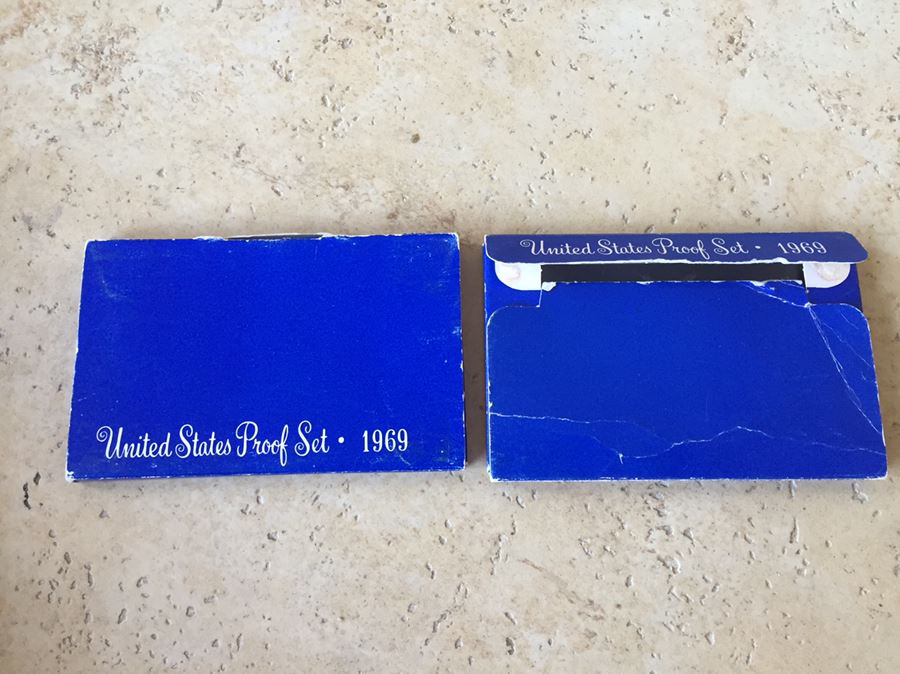 United States Proof Set • 1969
United States Proof Set • 1969